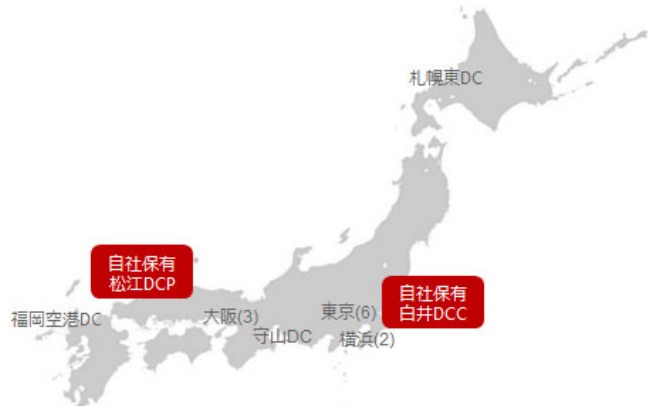 札幌東DC
自社保有
松江DCP
自社保有
白井DCC
福岡空港DC
大阪(3)
東京(6)
守山DC
横浜(2)